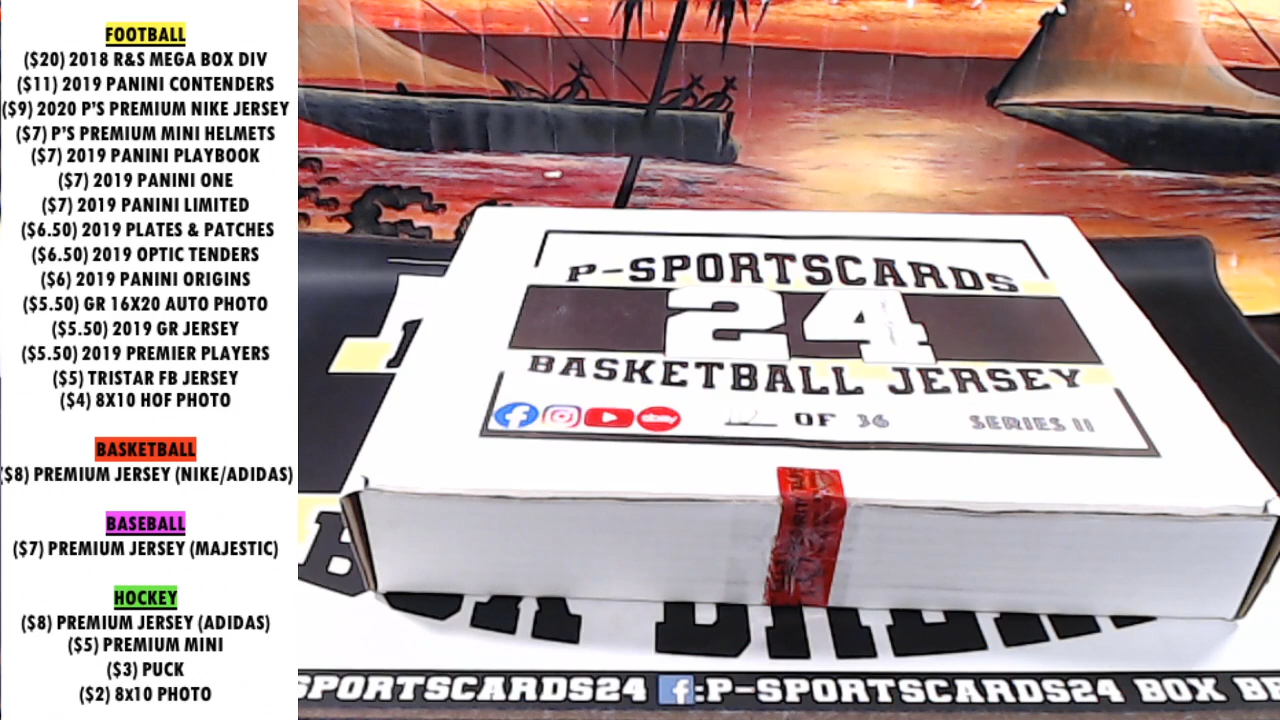 FOOTBALL
($20) 2018 R&S MEGA BOX DIV
($11) 2019 PANINI CONTENDERS
($9) 2020 P'S PREMIUM NIKE JERSEY
($7) P'S PREMIUM MINI HELMETS
($7) 2019 PANINI PLAYBOOK
($7) 2019 PANINI ONE
($7) 2019 PANINI LIMITED
($6.50) 2019 PLATES & PATCHES
($6.50) 2019 OPTIC TENDERS
($6) 2019 PANINI ORIGINS
($5.50) GR 16X20 AUTO PHOTO
($5.50) 2019 GR JERSEY
($5.50) 2019 PREMIER PLAYERS
($5) TRISTAR FB JERSEY
($4) 8X10 HOF PHOTO
BASKETBALL
($8) PREMIUM JERSEY (NIKE/ADIDAS)
BASEBALL
($7) PREMIUM JERSEY (MAJESTIC)
HOCKEY
($8) PREMIUM JERSEY (ADIDAS)
($5) PREMIUM MINI
($3) PUCK
($2) 8x10 PHOTO
P-SPORTSCARDS
24
BASKETBALL JERSEY
ebay 12 OF 36 SERIES II
SPORTSCARDS24 f:P-SPORTSCARDS24 BOX BR